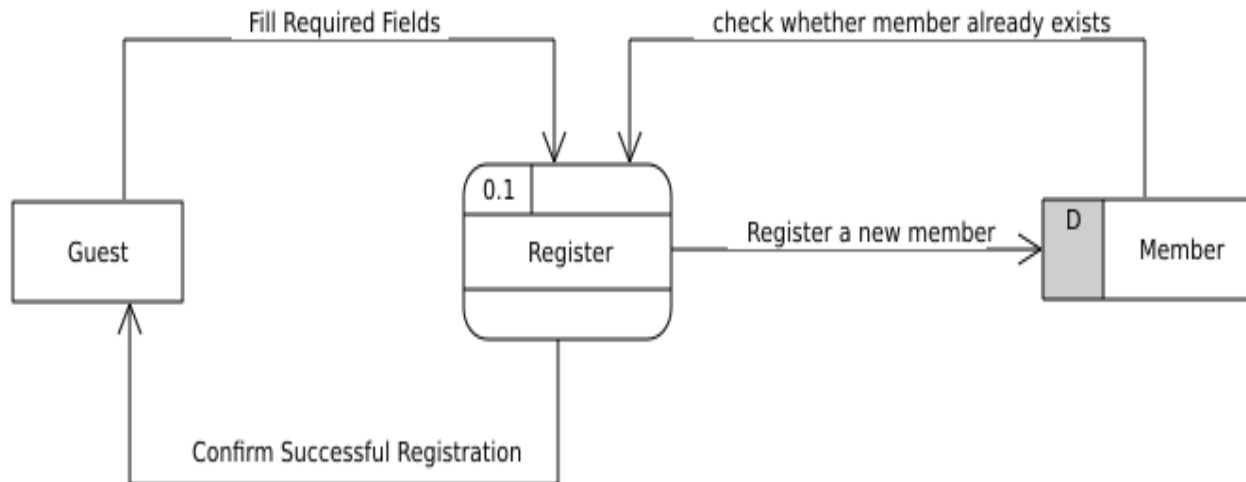 Fill Required Fields
check whether member already exists
0.1
D
Register a new member
Guest
Register
Member
Confirm Successful Registration